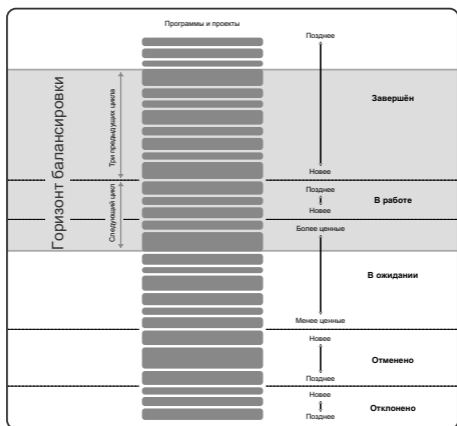 Программы и проекты
Позднее
Горизонт балансировки
Три предыдущих цикла
Завершён
Новее
Следующий цикл
Позднее
В работе
Новее
Более ценные
В ожидании
Менее ценные
Новее
Отменено
Позднее
Новее
Отклонено
Позднее